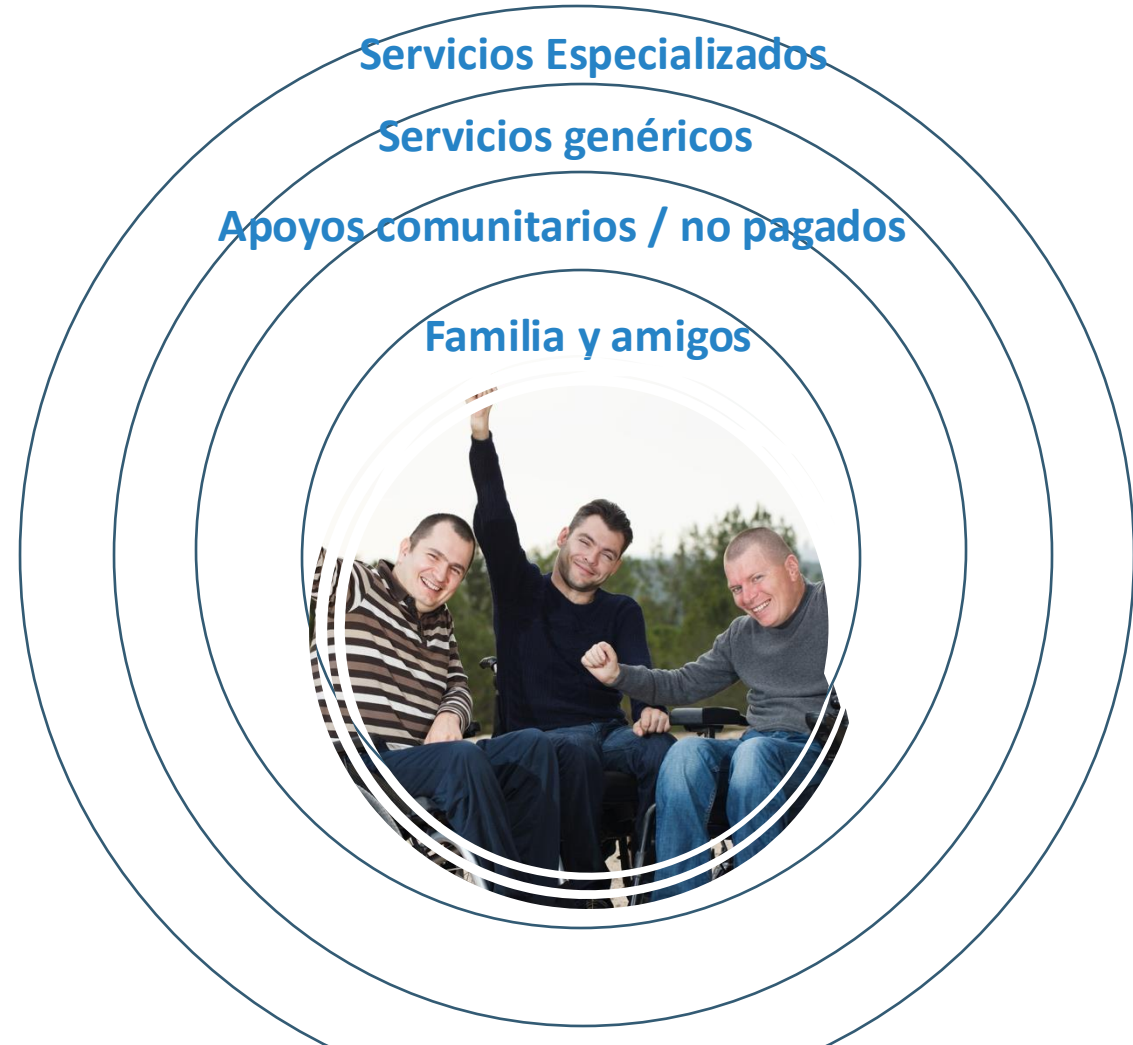 Servicios Especializados
Servicios genéricos
Apoyos comunitarios / no pagados
Familia y amigos